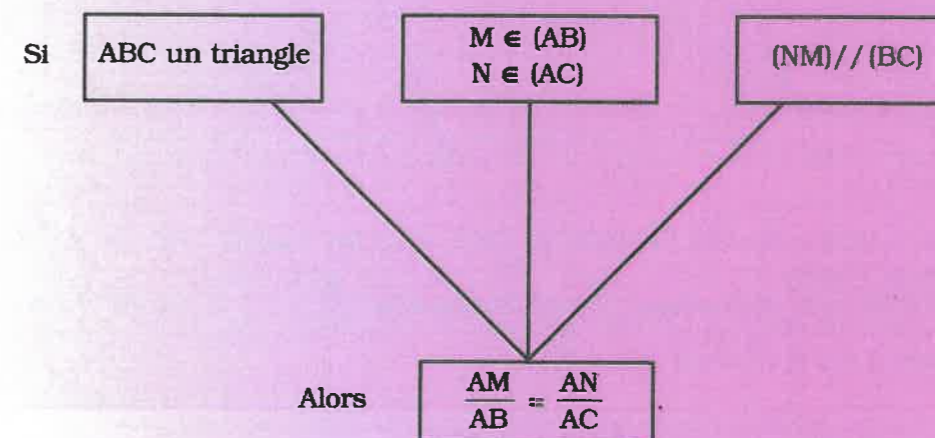 Si
ABC un triangle
M ∈ (AB)
N ∈ (AC)
(NM)//(BC)
Alors
AM/AB = AN/AC